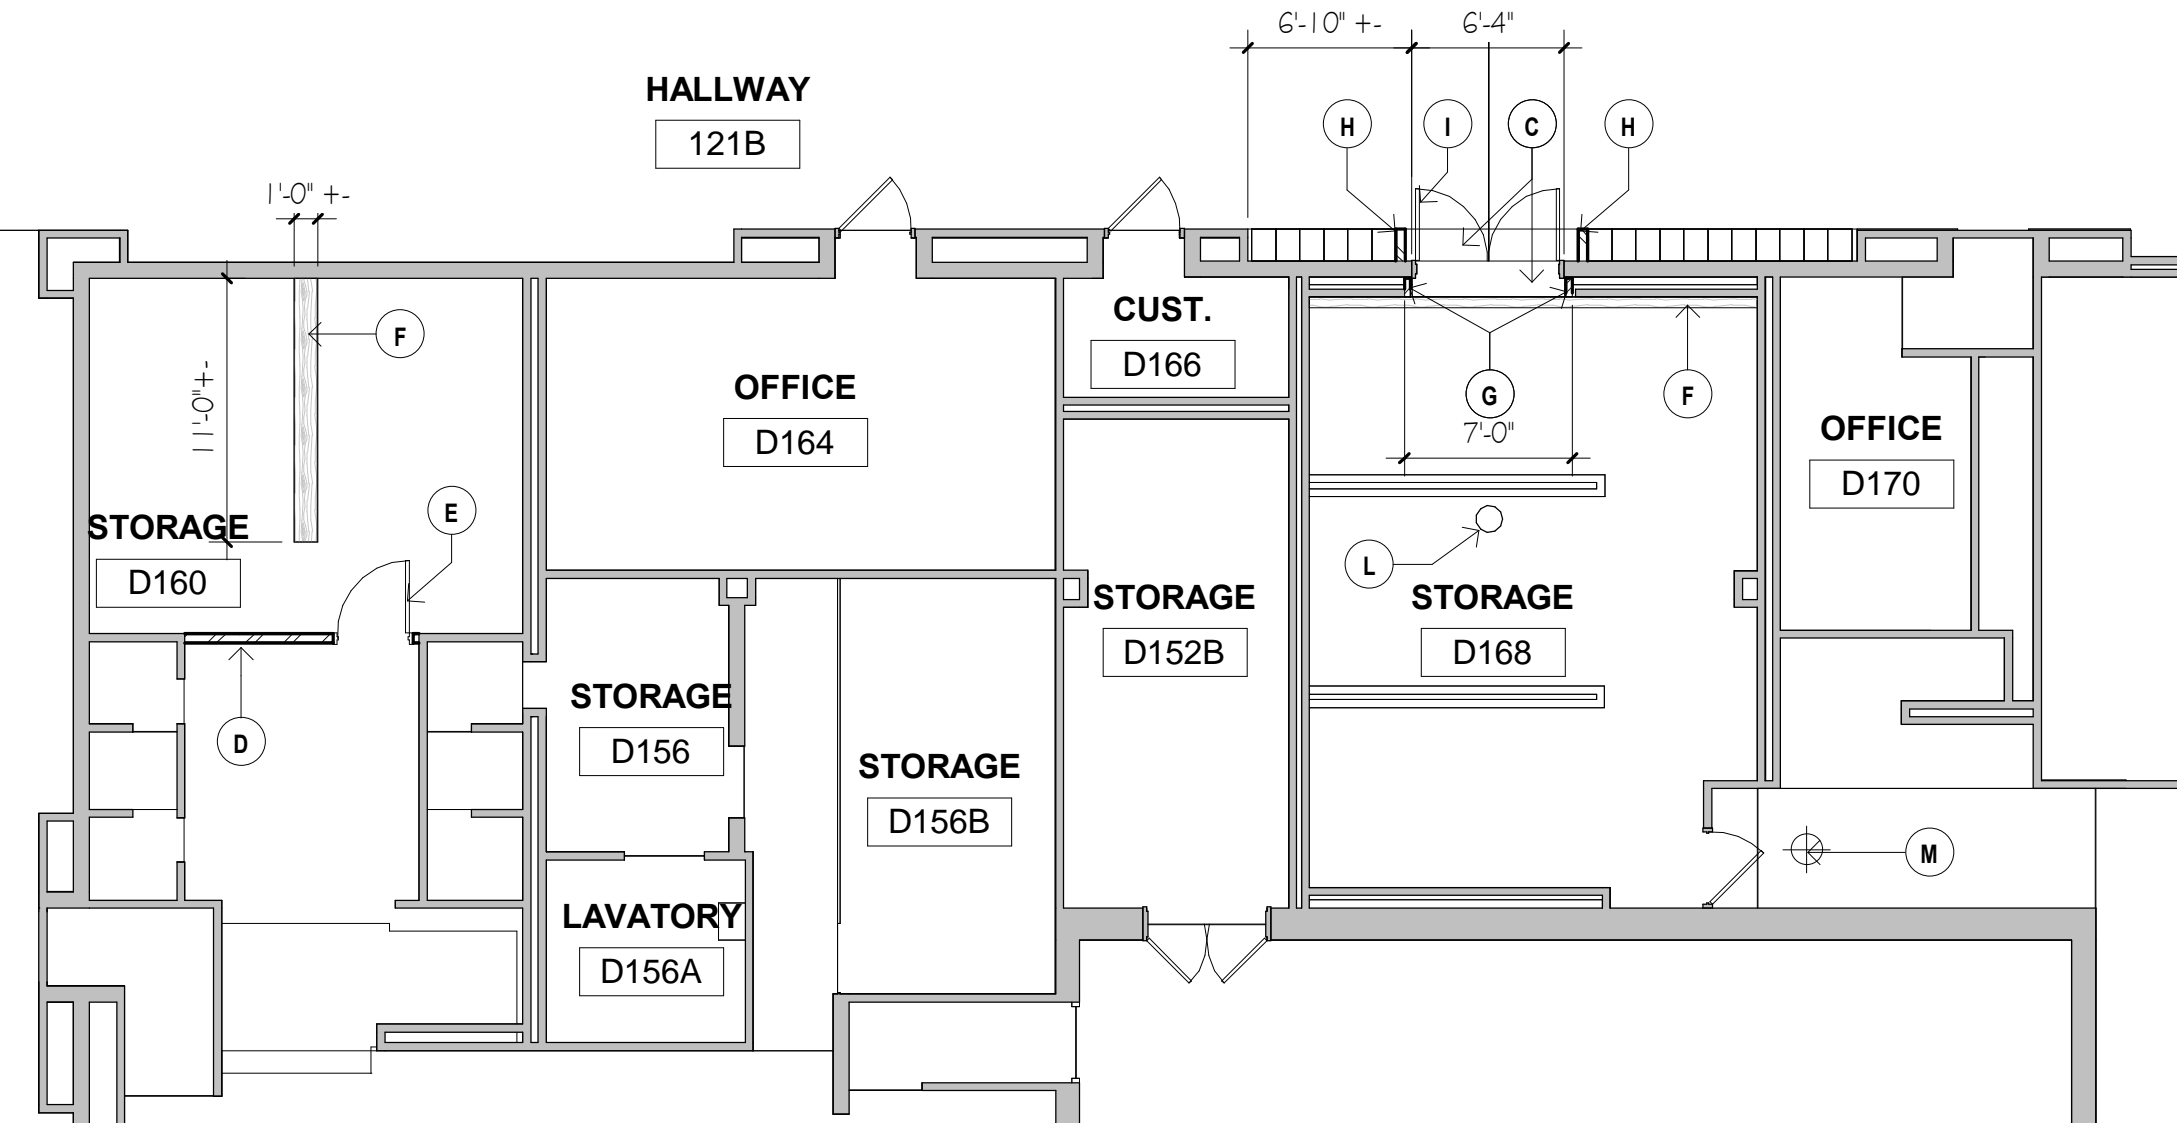 6'-10" +-
6'-4"
HALLWAY
121B
H
I
C
H
1'-0" +-
F
11'-0"+-
CUST.
D166
OFFICE
D164
G
7'-0"
F
OFFICE
D170
E
STORAGE
D160
L
STORAGE
D152B
STORAGE
D168
STORAGE
D156
D
STORAGE
D156B
M
LAVATORY
D156A